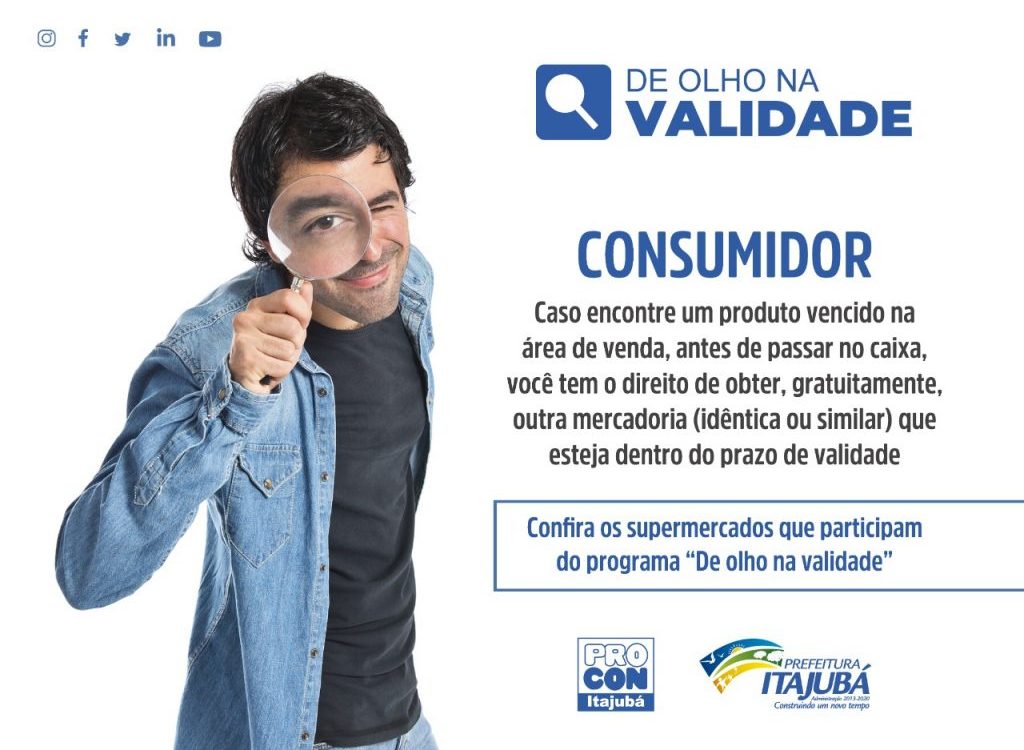 DE OLHO NA
VALIDADE
CONSUMIDOR
Caso encontre um produto vencido na
área de venda, antes de passar no caixa,
você tem o direito de obter, gratuitamente,
outra mercadoria (idêntica ou similar) que
esteja dentro do prazo de validade
Confira os supermercados que participam
do programa “De olho na validade”
PRO
CON
Itajubá
PREFEITURA
ITAJUBÁ
Administração 2013-2020
Construindo um novo tempo